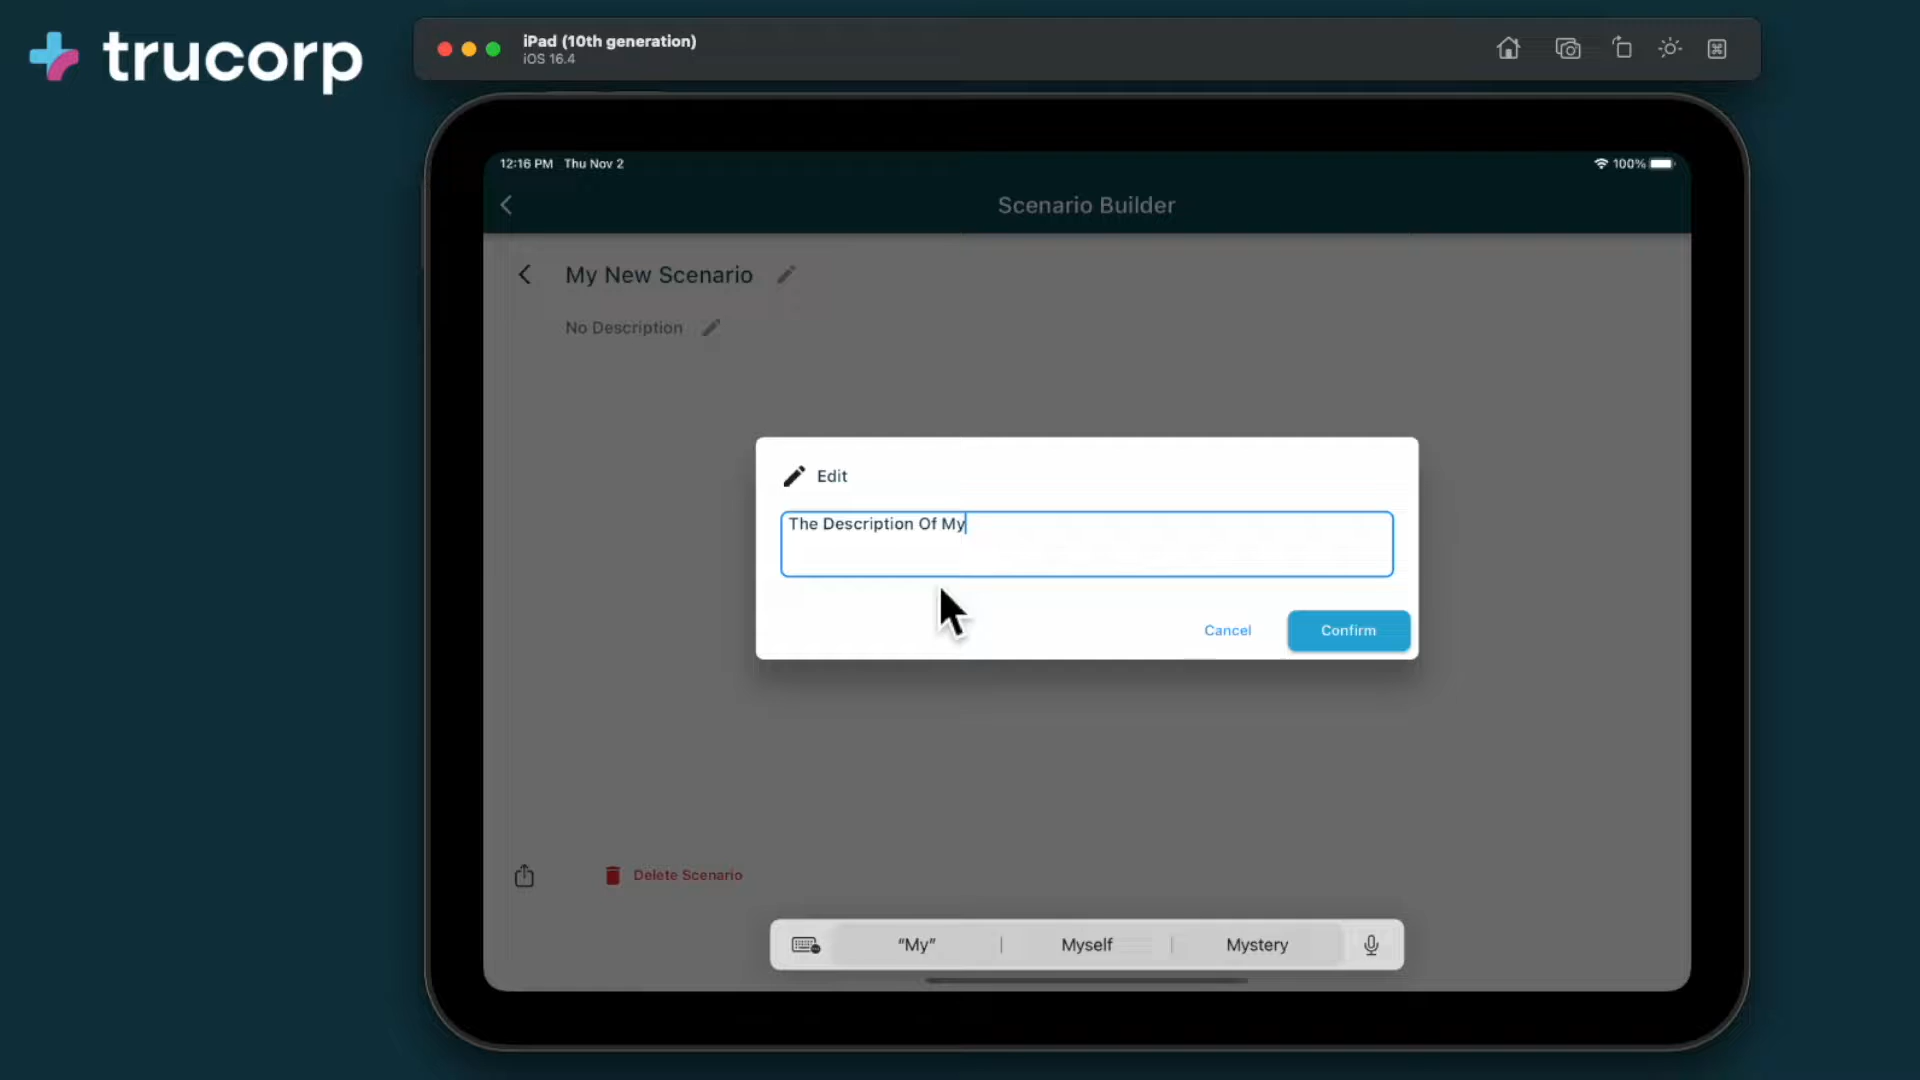 trucorp
iPad (10th generation)
iOS 16.4
12:16 PM Thu Nov 2
100%
Scenario Builder
My New Scenario
No Description
Edit
The Description Of My
Cancel
Confirm
Delete Scenario
“My”
Myself
Mystery